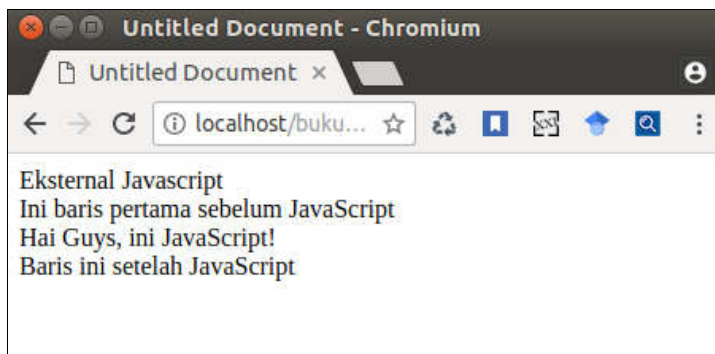 Untitled Document - Chromium
Untitled Document ×
localhost/buku...
Eksternal Javascript
Ini baris pertama sebelum JavaScript
Hai Guys, ini JavaScript!
Baris ini setelah JavaScript